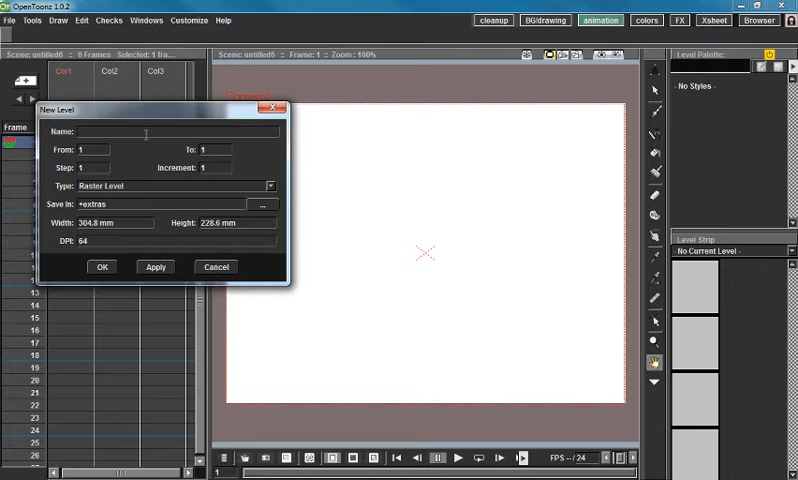 OpenToonz 1.0.2
File Tools Draw Edit Checks Windows Customize Help
cleanup BG/drawing animation colors FX Xsheet Browser
Scene: untitled6 :: 0 Frames Selected: 1 fra...
Scene: untitled6 :: Frame: 1 :: Zoom : 100%
Level Palette:
Col1 Col2 Col3
- No Styles -
New Level
Name:
From: 1 To: 1
Step: 1 Increment: 1
Type: Raster Level
Save In: +extras ...
Width: 304.8 mm Height: 228.6 mm
DPI: 64
OK Apply Cancel
Frame
Level Strip
- No Current Level -
13
14
15
16
17
18
19
20
21
22
23
24
25
26
FPS -- / 24
1